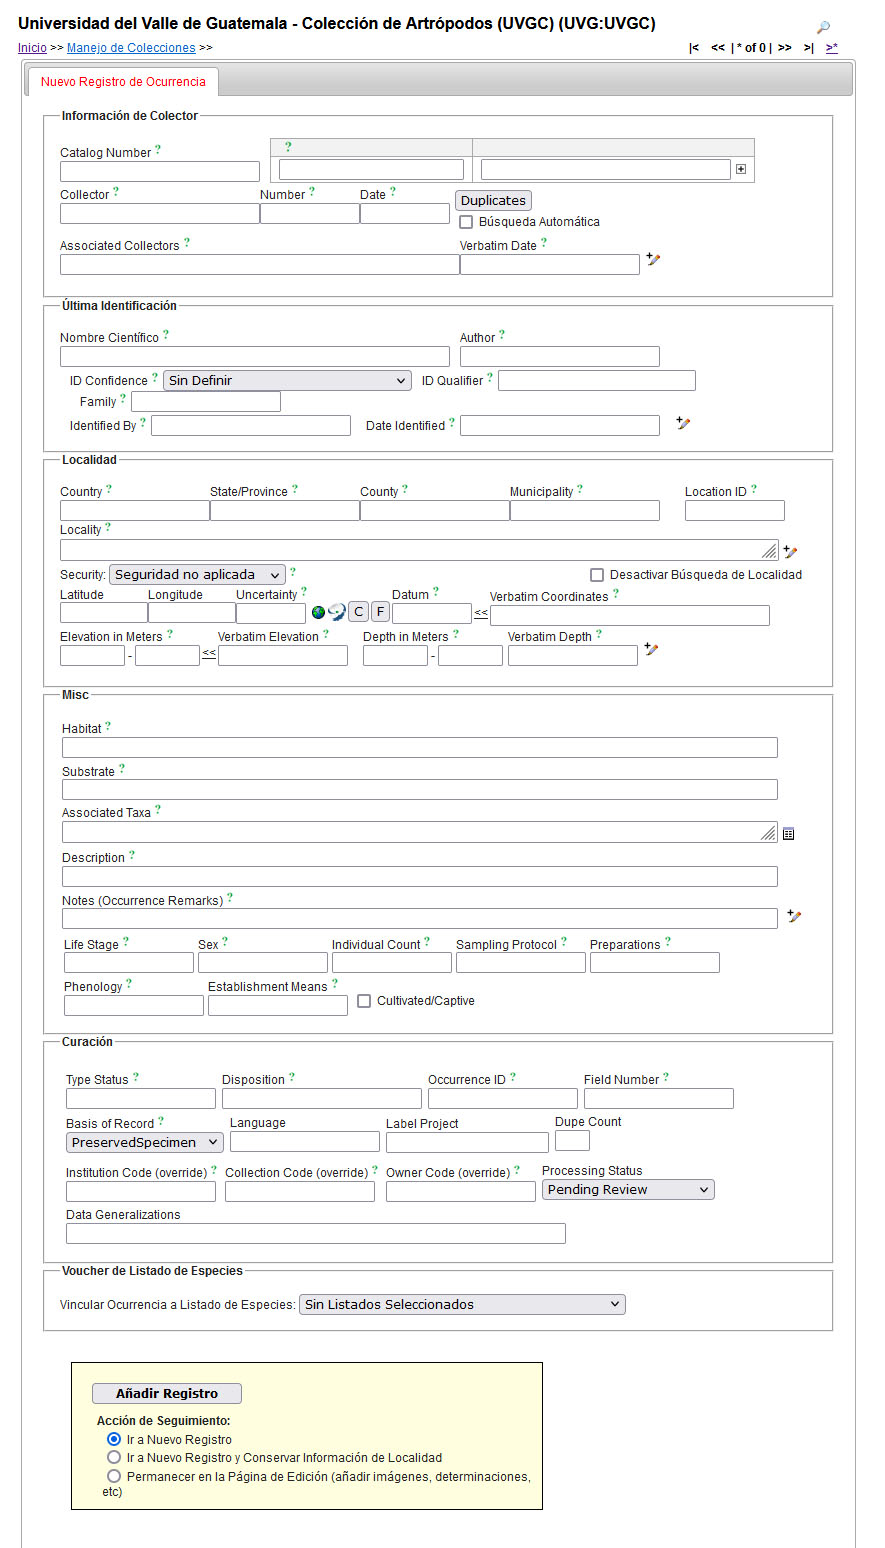 Universidad del Valle de Guatemala - Colección de Artrópodos (UVGC) (UVG:UVGC)
Inicio >> Manejo de Colecciones >>
|< << | * of 0 | >> >| >*
Nuevo Registro de Ocurrencia
Información de Colector
Catalog Number ? ?
Collector ? Number ? Date ? Duplicates
Búsqueda Automática
Associated Collectors ? Verbatim Date ?
Última Identificación
Nombre Científico ? Author ?
ID Confidence ? Sin Definir ID Qualifier ?
Family ?
Identified By ? Date Identified ?
Localidad
Country ? State/Province ? County ? Municipality ? Location ID ?
Locality ?
Security: Seguridad no aplicada ? Desactivar Búsqueda de Localidad
Latitude Longitude Uncertainty ? C F Datum ? << Verbatim Coordinates ?
Elevation in Meters ? - << Verbatim Elevation ? Depth in Meters ? - Verbatim Depth ?
Misc
Habitat ?
Substrate ?
Associated Taxa ?
Description ?
Notes (Occurrence Remarks) ?
Life Stage ? Sex ? Individual Count ? Sampling Protocol ? Preparations ?
Phenology ? Establishment Means ? Cultivated/Captive
Curación
Type Status ? Disposition ? Occurrence ID ? Field Number ?
Basis of Record ? Language Label Project Dupe Count
PreservedSpecimen
Institution Code (override) ? Collection Code (override) ? Owner Code (override) ? Processing Status
Pending Review
Data Generalizations
Voucher de Listado de Especies
Vincular Ocurrencia a Listado de Especies: Sin Listados Seleccionados
Añadir Registro
Acción de Seguimiento:
Ir a Nuevo Registro
Ir a Nuevo Registro y Conservar Información de Localidad
Permanecer en la Página de Edición (añadir imágenes, determinaciones,
etc)